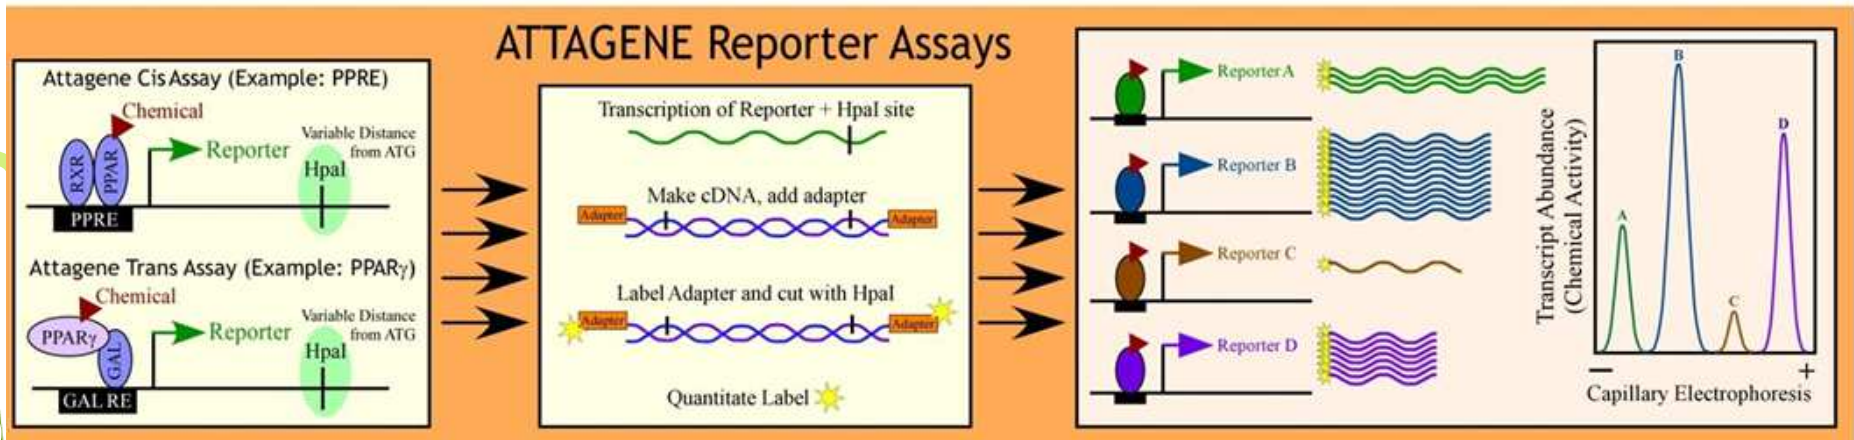 ATTAGENE Reporter Assays
Attagene Cis Assay (Example: PPRE)
Chemical
RXR
PPAR
Reporter
Variable Distance
from ATG
HpaI
PPRE
Attagene Trans Assay (Example: PPARγ)
Chemical
PPARγ
GAL
Reporter
Variable Distance
from ATG
HpaI
GAL RE
Transcription of Reporter + HpaI site
Make cDNA, add adapter
Adapter
Adapter
Label Adapter and cut with HpaI
Adapter
Adapter
Quantitate Label
Reporter A
Reporter B
Reporter C
Reporter D
Transcript Abundance
(Chemical Activity)
A
B
C
D
− +
Capillary Electrophoresis